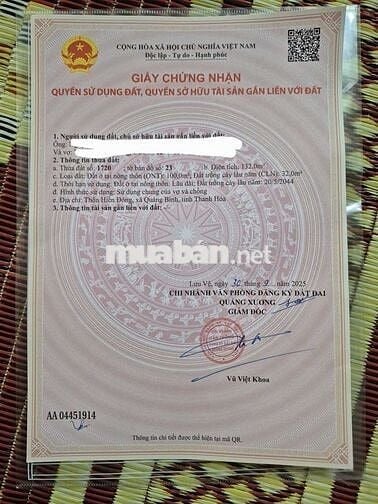 CỘNG HÒA XÃ HỘI CHỦ NGHĨA VIỆT NAM
Độc lập - Tự do - Hạnh phúc
GIẤY CHỨNG NHẬN
QUYỀN SỬ DỤNG ĐẤT, QUYỀN SỞ HỮU TÀI SẢN GẮN LIỀN VỚI ĐẤT
1. Người sử dụng đất, chủ sở hữu tài sản gắn liền với đất:
Ông:
Và vợ
2. Thông tin thửa đất:
a. Thửa đất số: 1720 tờ bản đồ số: 23 b. Diện tích: 132,0m²
c. Loại đất: Đất ở tại nông thôn (ONT): 100,0m²; Đất trồng cây lâu năm (CLN): 32,0m²
d. Thời hạn sử dụng: Đất ở tại nông thôn: Lâu dài; Đất trồng cây lâu năm: 20/5/2044
đ. Hình thức sử dụng: Sử dụng chung của vợ và chồng
e. Địa chỉ: Thôn Hiền Đông, xã Quảng Bình, tỉnh Thanh Hóa
3. Thông tin tài sản gắn liền với đất: -/-
muaban.net
Lưu Vệ, ngày 30 tháng 9 năm 2025
CHI NHÁNH VĂN PHÒNG ĐĂNG KÝ ĐẤT ĐAI
QUẢNG XƯƠNG
GIÁM ĐỐC
Vũ Việt Khoa
AA 04451914
Thông tin chi tiết được thể hiện tại mã QR.